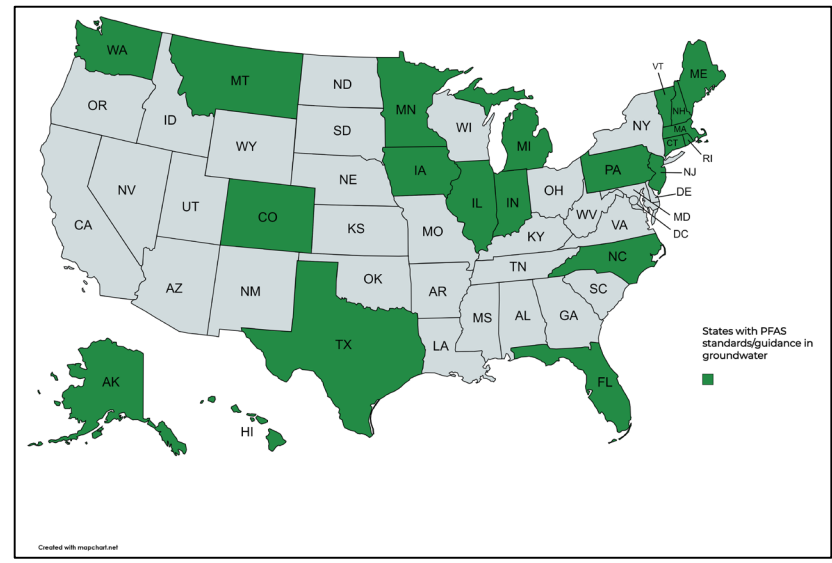 WA
MT
ND
MN
OR
ID
SD
WI
MI
NY
VT
ME
NH
MA
CT
RI
WY
NE
IA
PA
NJ
NV
UT
CO
IL
IN
OH
DE
MD
DC
CA
KS
MO
WV
VA
KY
NC
AZ
NM
OK
AR
TN
SC
TX
LA
MS
AL
GA
FL
AK
HI
States with PFAS
standards/guidance in
groundwater
Created with mapchart.net